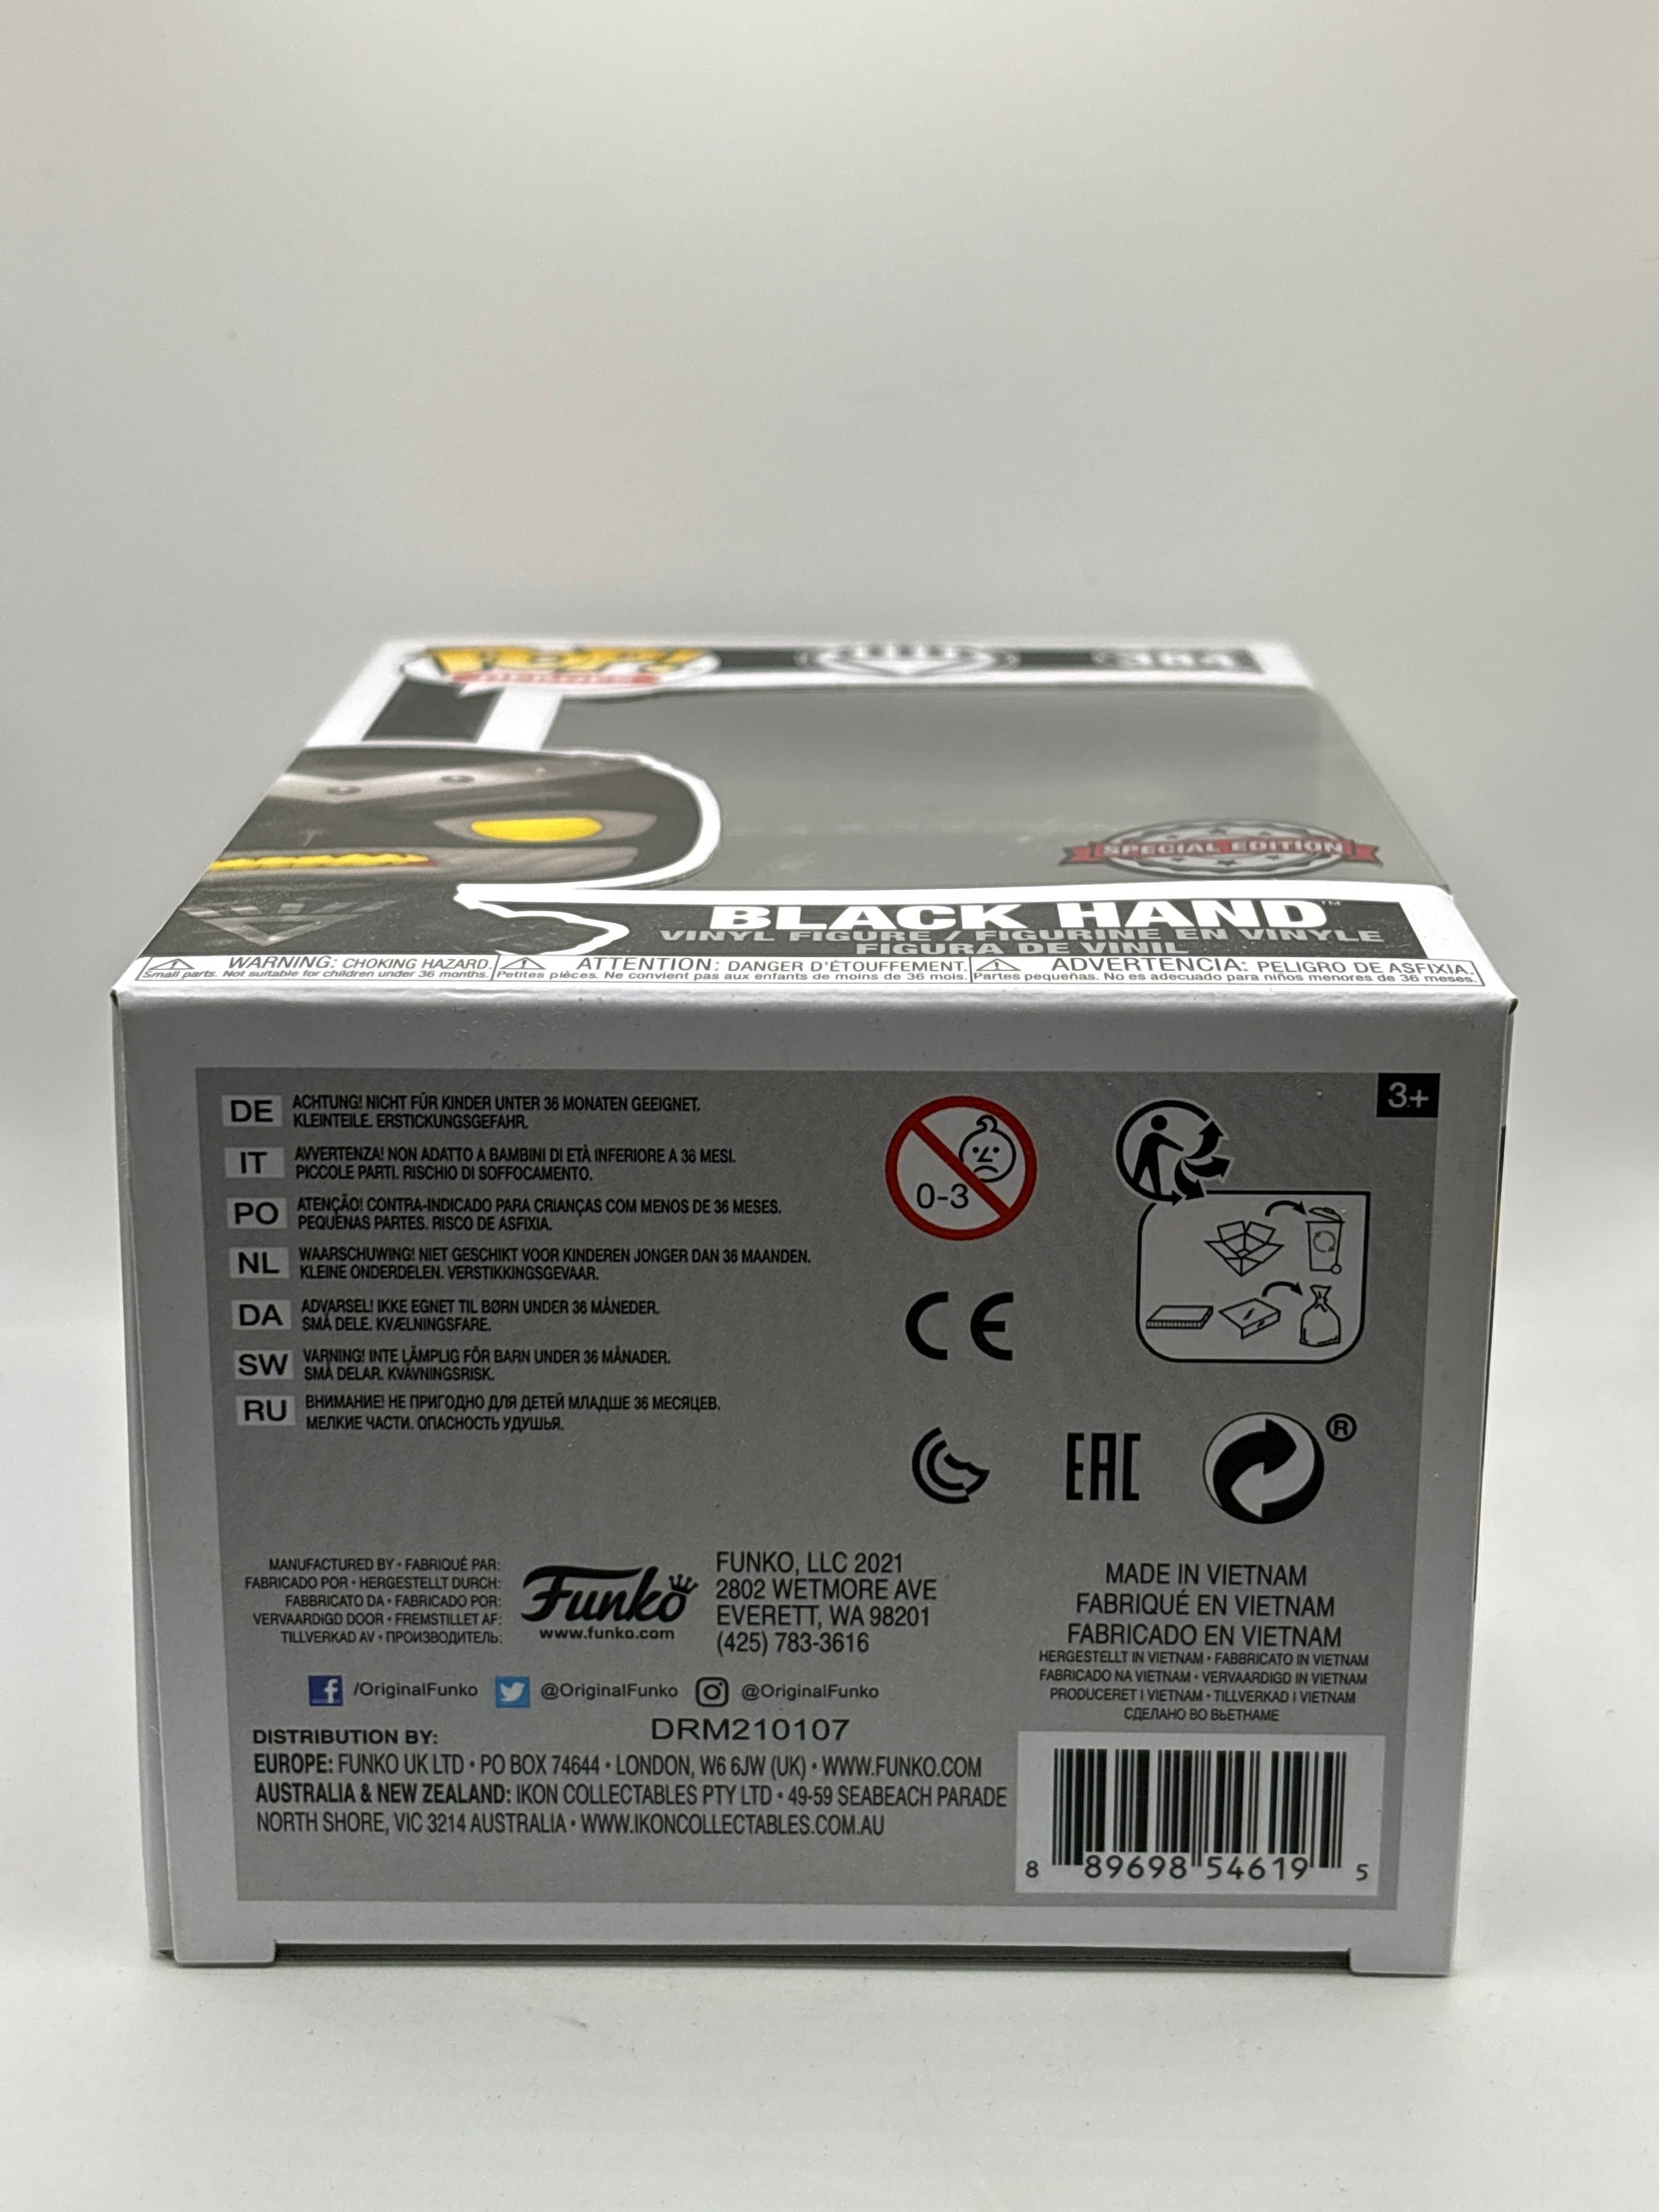 POP!
HEROES
384
SPECIAL EDITION
BLACK HAND™
VINYL FIGURE / FIGURINE EN VINYLE
FIGURA DE VINIL
WARNING: CHOKING HAZARD.
Small parts. Not suitable for children under 36 months.
ATTENTION: DANGER D'ÉTOUFFEMENT.
Petites pièces. Ne convient pas aux enfants de moins de 36 mois.
ADVERTENCIA: PELIGRO DE ASFIXIA.
Partes pequeñas. No es adecuado para niños menores de 36 meses.
3+
DE ACHTUNG! NICHT FÜR KINDER UNTER 36 MONATEN GEEIGNET.
KLEINTEILE. ERSTICKUNGSGEFAHR.
IT AVVERTENZA! NON ADATTO A BAMBINI DI ETÀ INFERIORE A 36 MESI.
PICCOLE PARTI. RISCHIO DI SOFFOCAMENTO.
PO ATENÇÃO! CONTRA-INDICADO PARA CRIANÇAS COM MENOS DE 36 MESES.
PEQUENAS PARTES. RISCO DE ASFIXIA.
NL WAARSCHUWING! NIET GESCHIKT VOOR KINDEREN JONGER DAN 36 MAANDEN.
KLEINE ONDERDELEN. VERSTIKKINGSGEVAAR.
DA ADVARSEL! IKKE EGNET TIL BØRN UNDER 36 MÅNEDER.
SMÅ DELE. KVÆLNINGSFARE.
SW VARNING! INTE LÄMPLIG FÖR BARN UNDER 36 MÅNADER.
SMÅ DELAR. KVÄVNINGSRISK.
RU ВНИМАНИЕ! НЕ ПРИГОДНО ДЛЯ ДЕТЕЙ МЛАДШЕ 36 МЕСЯЦЕВ.
МЕЛКИЕ ЧАСТИ. ОПАСНОСТЬ УДУШЬЯ.
0-3
CE
EAC
®
MANUFACTURED BY • FABRIQUÉ PAR:
FABRICADO POR • HERGESTELLT DURCH:
FABBRICATO DA • FABRICADO POR:
VERVAARDIGD DOOR • FREMSTILLET AF:
TILLVERKAD AV • ПРОИЗВОДИТЕЛЬ:
Funko
www.funko.com
FUNKO, LLC 2021
2802 WETMORE AVE
EVERETT, WA 98201
(425) 783-3616
MADE IN VIETNAM
FABRIQUÉ EN VIETNAM
FABRICADO EN VIETNAM
HERGESTELLT IN VIETNAM • FABBRICATO IN VIETNAM
FABRICADO NA VIETNAM • VERVAARDIGD IN VIETNAM
PRODUCERET I VIETNAM • TILLVERKAD I VIETNAM
СДЕЛАНО ВО ВЬЕТНАМЕ
/OriginalFunko @OriginalFunko @OriginalFunko
DRM210107
DISTRIBUTION BY:
EUROPE: FUNKO UK LTD • PO BOX 74644 • LONDON, W6 6JW (UK) • WWW.FUNKO.COM
AUSTRALIA & NEW ZEALAND: IKON COLLECTABLES PTY LTD • 49-59 SEABEACH PARADE
NORTH SHORE, VIC 3214 AUSTRALIA • WWW.IKONCOLLECTABLES.COM.AU
8 89698 54619 5